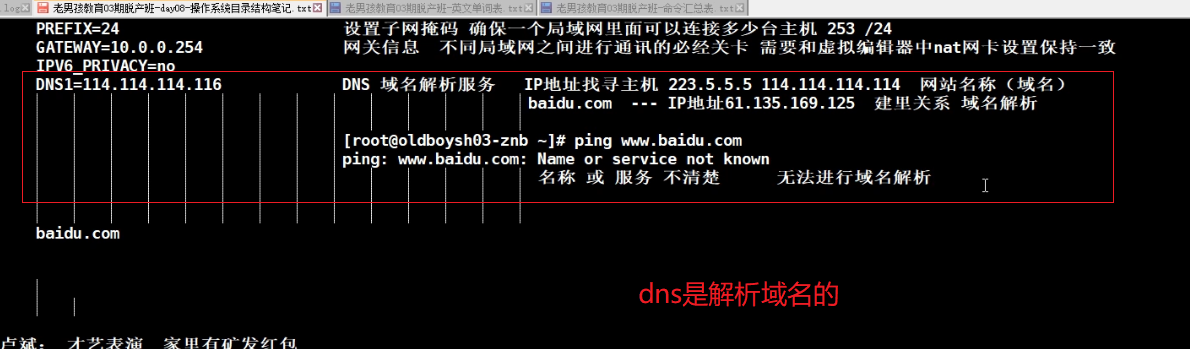 .log
老男孩教育03期脱产班-day08-操作系统目录结构笔记.txt 老男孩教育03期脱产班-英文单词表.txt 老男孩教育03期脱产班-命令汇总表.txt
PREFIX=24 设置子网掩码 确保一个局域网里面可以连接多少台主机 253 /24
GATEWAY=10.0.0.254 网关信息 不同局域网之间进行通讯的必经关卡 需要和虚拟编辑器中nat网卡设置保持一致
IPV6_PRIVACY=no
DNS1=114.114.114.116 DNS 域名解析服务 IP地址找寻主机 223.5.5.5 114.114.114.114 网站名称（域名）
baidu.com --- IP地址61.135.169.125 建里关系 域名解析
[root@oldboysh03-znb ~]# ping www.baidu.com
ping: www.baidu.com: Name or service not known
名称 或 服务 不清楚 无法进行域名解析
baidu.com
dns是解析域名的
卢斌： 才艺表演 家里有矿发红包